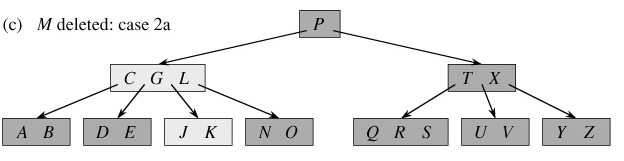 (c) M deleted: case 2a
P
C G L
T X
A B
D E
J K
N O
Q R S
U V
Y Z